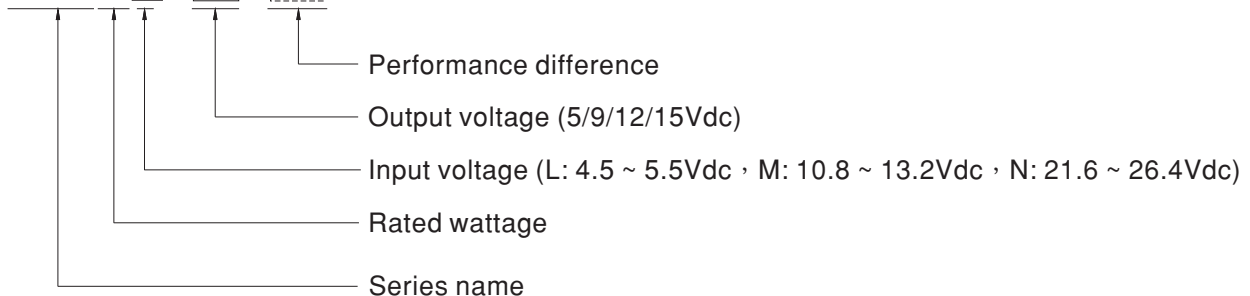 Performance difference
Output voltage (5/9/12/15Vdc)
Input voltage (L: 4.5 ~ 5.5Vdc，M: 10.8 ~ 13.2Vdc，N: 21.6 ~ 26.4Vdc)
Rated wattage
Series name